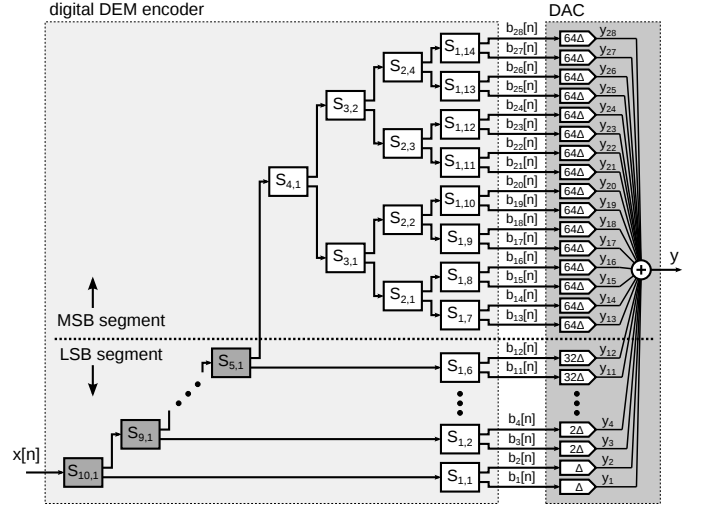 digital DEM encoder
DAC
S1,14
b28[n]
64Δ
y28
b27[n]
64Δ
y27
S2,4
S1,13
b26[n]
64Δ
y26
b25[n]
64Δ
y25
S3,2
S1,12
b24[n]
64Δ
y24
b23[n]
64Δ
y23
S2,3
S1,11
b22[n]
64Δ
y22
b21[n]
64Δ
y21
S4,1
S1,10
b20[n]
64Δ
y20
b19[n]
64Δ
y19
S2,2
S1,9
b18[n]
64Δ
y18
b17[n]
64Δ
y17
S3,1
S1,8
b16[n]
64Δ
y16
b15[n]
64Δ
y15
S2,1
S1,7
b14[n]
64Δ
y14
b13[n]
64Δ
y13
+
y
MSB segment
LSB segment
S5,1
S1,6
b12[n]
32Δ
y12
b11[n]
32Δ
y11
S9,1
S1,2
b4[n]
2Δ
y4
b3[n]
2Δ
y3
x[n]
S10,1
S1,1
b2[n]
Δ
y2
b1[n]
Δ
y1